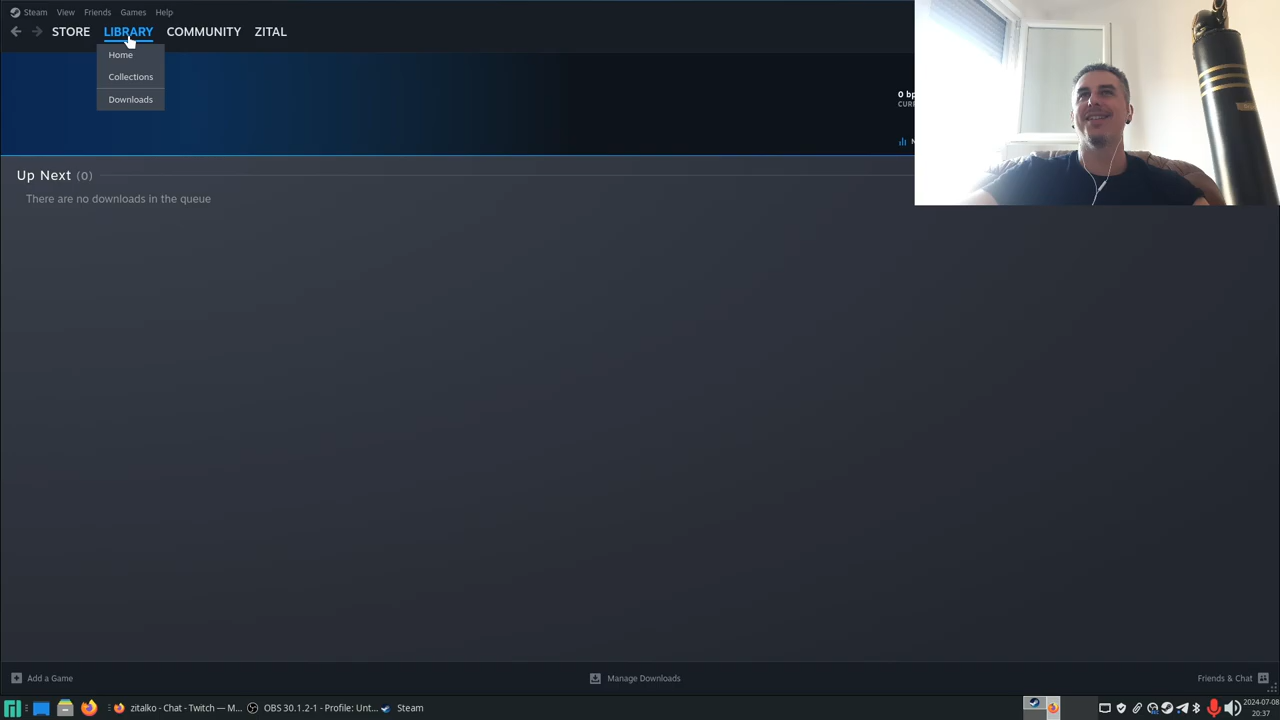 Steam View Friends Games Help
STORE LIBRARY COMMUNITY ZITAL
Home
Collections
Downloads
0 bp
CURR
Up Next (0)
There are no downloads in the queue
Add a Game
Manage Downloads
Friends & Chat
zitalko - Chat - Twitch — M...
OBS 30.1.2-1 - Profile: Unt...
Steam
2024-07-08
20:37